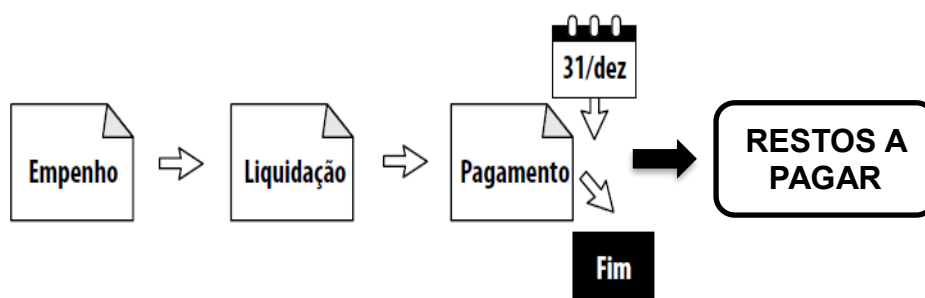 31/dez
Empenho
Liquidação
Pagamento
RESTOS A
PAGAR
Fim